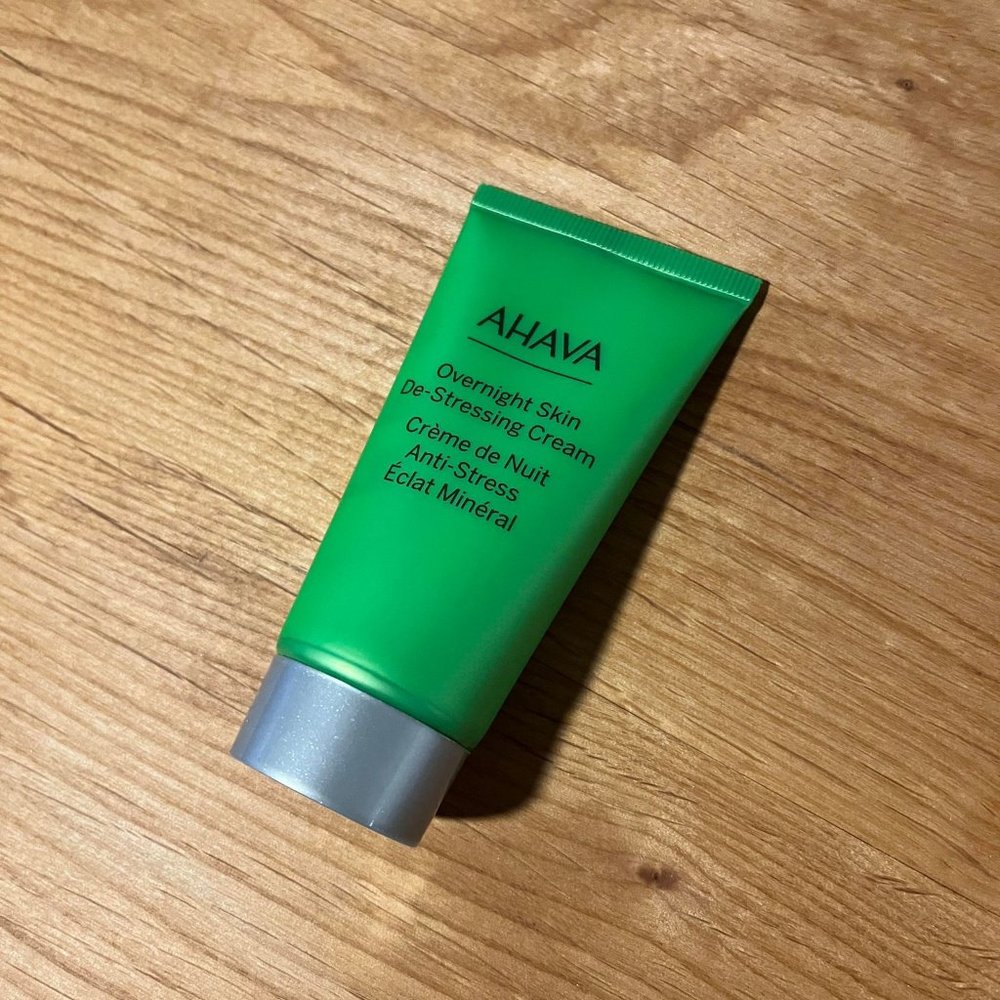 AHAVA
Overnight Skin
De-Stressing Cream
Crème de Nuit
Anti-Stress
Éclat Minéral